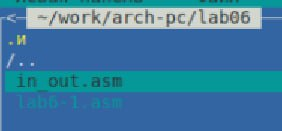 <— ~/work/arch-pc/lab06
.и
/..
in_out.asm
lab6-1.asm